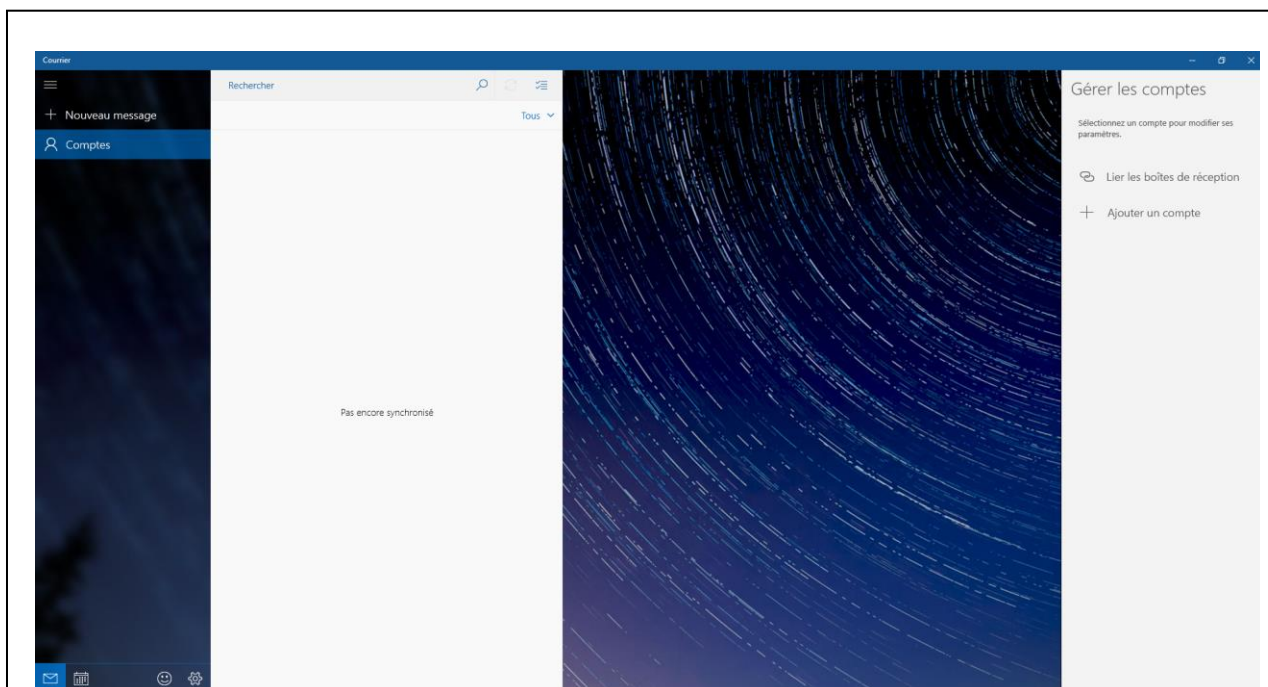 Courrier
Rechercher
Nouveau message
Tous
Comptes
Pas encore synchronisé
Gérer les comptes
Sélectionnez un compte pour modifier ses
paramètres.
Lier les boîtes de réception
Ajouter un compte